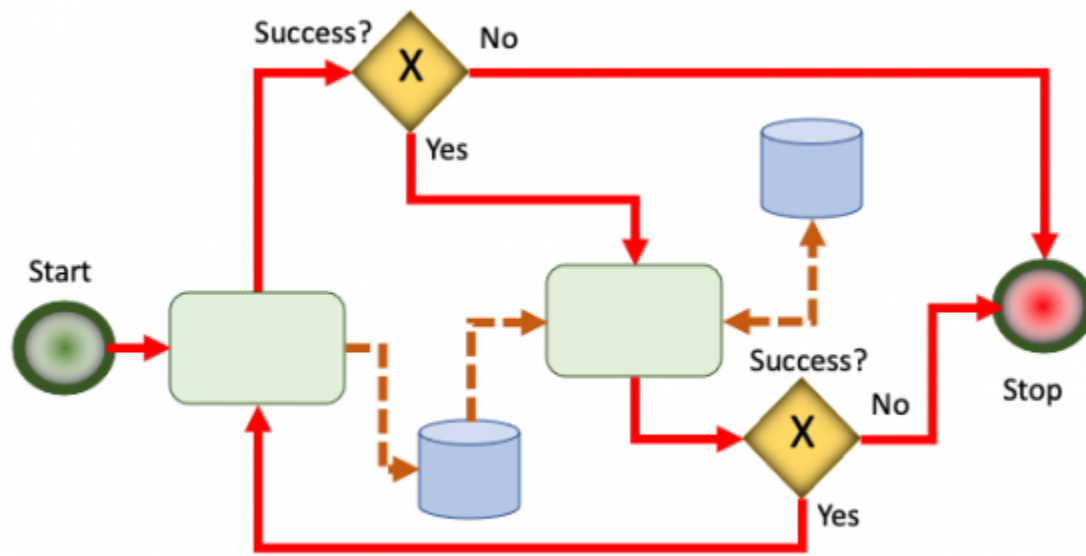 Success?
X
No
Yes
Start
Success?
X
No
Stop
Yes